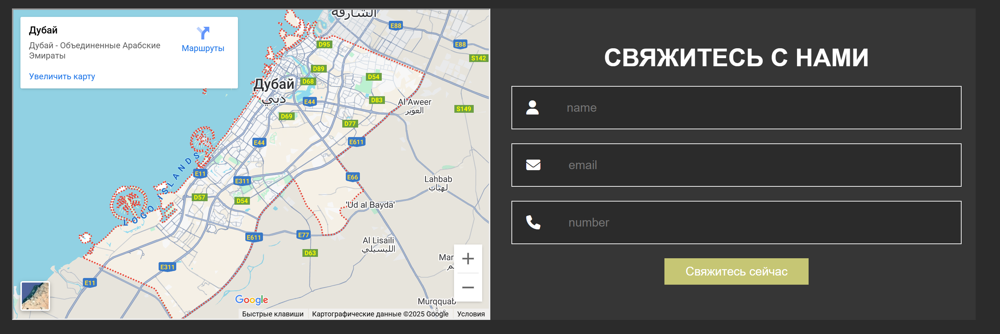 Дубай
Дубай - Объединенные Арабские
Эмираты
Маршруты
Увеличить карту
الشارقة
E88
E88
D95
S142
D89
D54
D68
Дубай
دبي
E44
D83
Al Aweer
العوير
S149
D69
D77
E44
E611
LOGO ISLANDS
E11
E311
E66
Lahbab
لهباب
D57
D54
'Ud al Bayda'
E611
E77
Al Lisaili
الليسيلي
D63
Mar
E311
E11
Murqquab
Google
+
−
Быстрые клавиши
Картографические данные ©2025 Google
Условия
СВЯЖИТЕСЬ С НАМИ
name
email
number
Свяжитесь сейчас